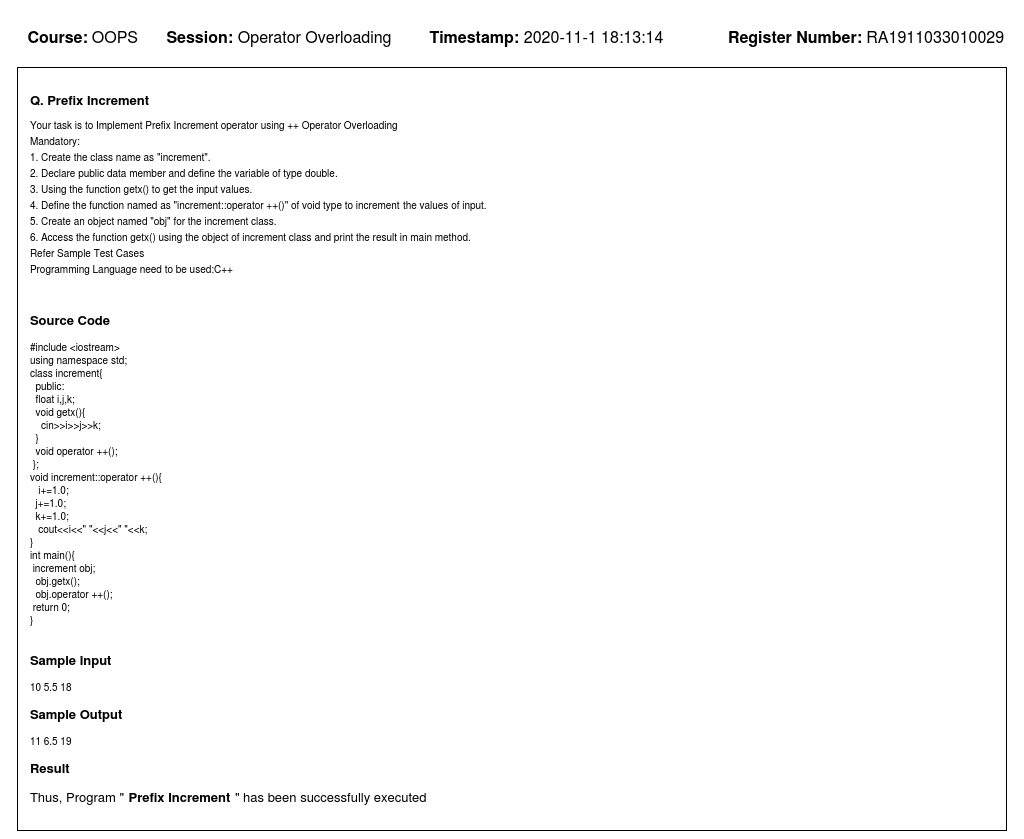 Course: OOPS Session: Operator Overloading Timestamp: 2020-11-1 18:13:14 Register Number: RA1911033010029
Q. Prefix Increment
Your task is to Implement Prefix Increment operator using ++ Operator Overloading
Mandatory:
1. Create the class name as "increment".
2. Declare public data member and define the variable of type double.
3. Using the function getx() to get the input values.
4. Define the function named as "increment::operator ++()" of void type to increment the values of input.
5. Create an object named "obj" for the increment class.
6. Access the function getx() using the object of increment class and print the result in main method.
Refer Sample Test Cases
Programming Language need to be used:C++
Source Code
#include <iostream>
using namespace std;
class increment{
  public:
  float i,j,k;
  void getx(){
    cin>>i>>j>>k;
  }
  void operator ++();
 };
void increment::operator ++(){
   i+=1.0;
  j+=1.0;
  k+=1.0;
   cout<<i<<" "<<j<<" "<<k;
}
int main(){
 increment obj;
  obj.getx();
  obj.operator ++();
 return 0;
}
Sample Input
10 5.5 18
Sample Output
11 6.5 19
Result
Thus, Program " Prefix Increment " has been successfully executed